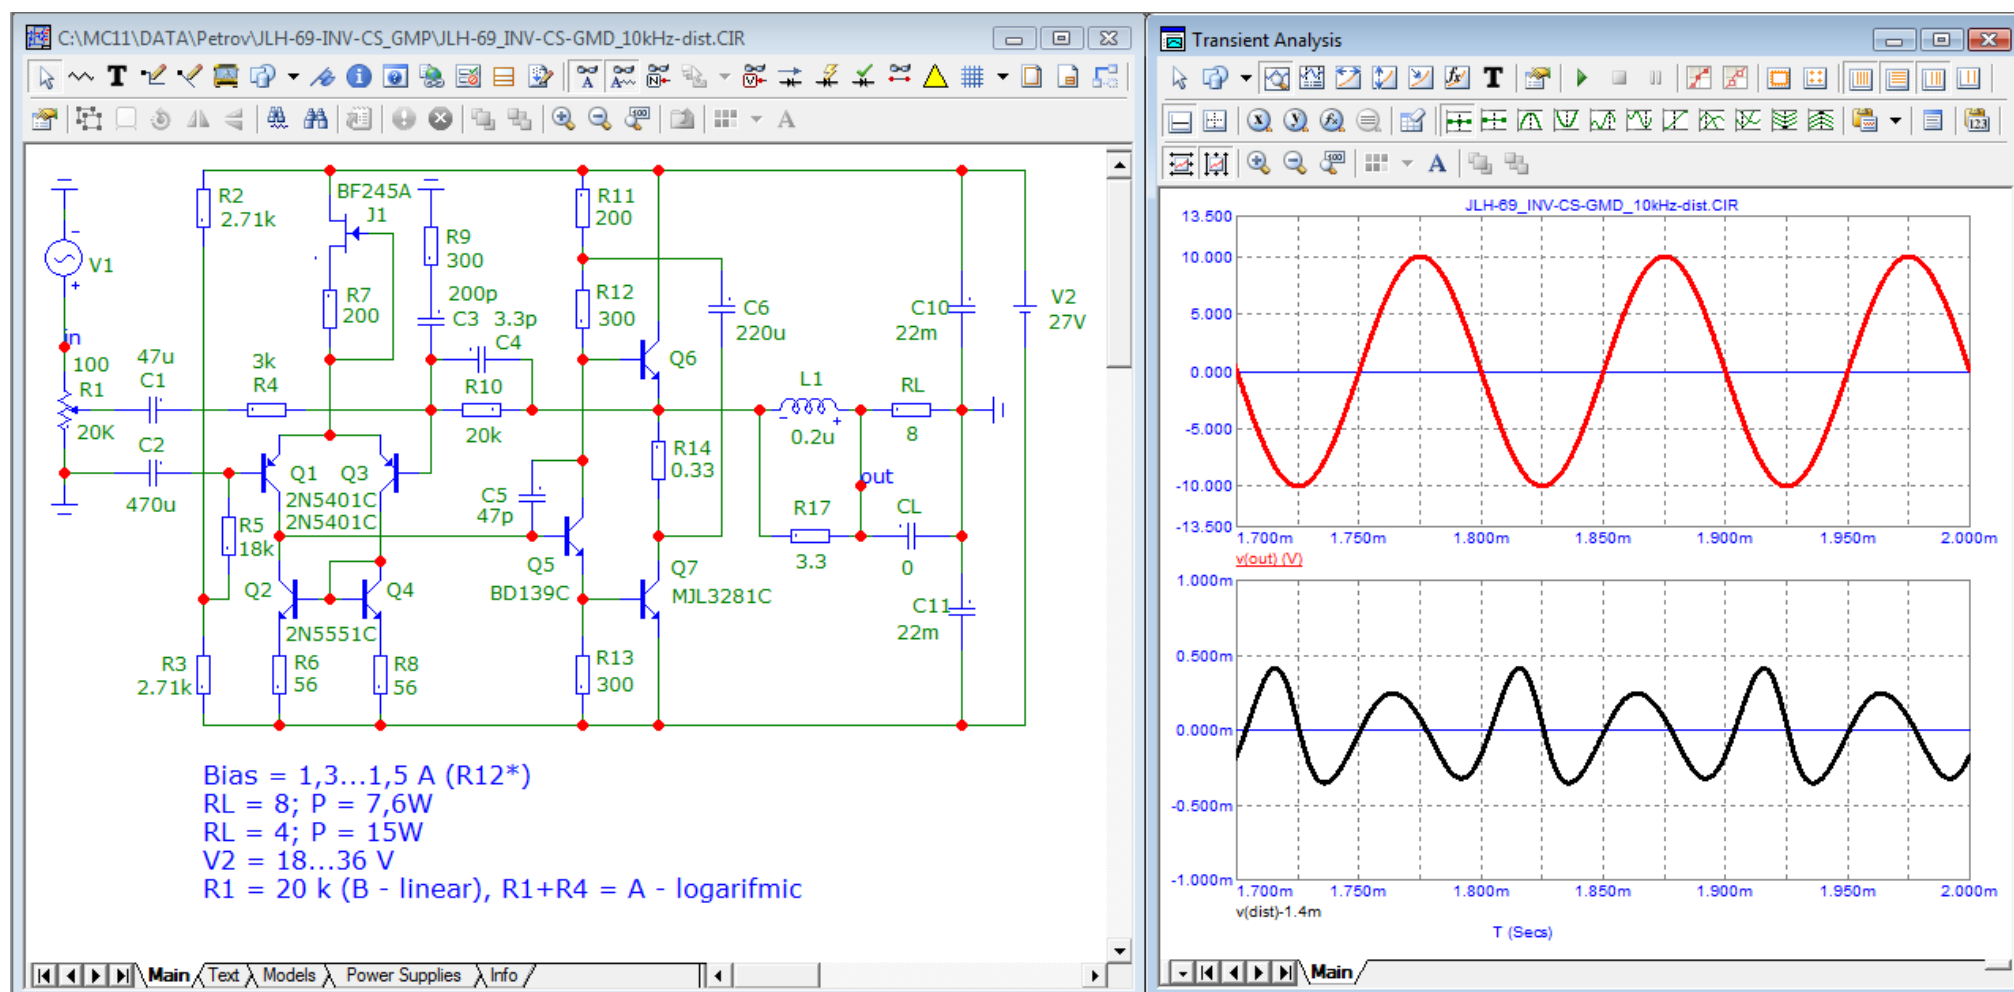 C:\MC11\DATA\Petrov\JLH-69-INV-CS_GMP\JLH-69_INV-CS-GMD_10kHz-dist.CIR
R2
2.71k
BF245A
J1
R11
200
V1
R9
300
R7
200
200p
C3
3.3p
C4
R12
300
C6
220u
C10
22m
V2
27V
in
100
R1
20K
47u
C1
3k
R4
R10
20k
Q6
L1
0.2u
RL
8
C2
470u
Q1
Q3
2N5401C
2N5401C
R14
0.33
out
R5
18k
C5
47p
R17
3.3
CL
0
Q5
BD139C
Q7
MJL3281C
Q2
Q4
2N5551C
C11
22m
R3
2.71k
R6
56
R8
56
R13
300
Bias = 1,3...1,5 A (R12*)
RL = 8; P = 7,6W
RL = 4; P = 15W
V2 = 18...36 V
R1 = 20 k (B - linear), R1+R4 = A - logarifmic
Main Text Models Power Supplies Info
Transient Analysis
JLH-69_INV-CS-GMD_10kHz-dist.CIR
13.500
10.000
5.000
0.000
-5.000
-10.000
-13.500
1.700m 1.750m 1.800m 1.850m 1.900m 1.950m 2.000m
v(out) (V)
1.000m
0.500m
0.000m
-0.500m
-1.000m
1.700m 1.750m 1.800m 1.850m 1.900m 1.950m 2.000m
v(dist)-1.4m
T (Secs)
Main